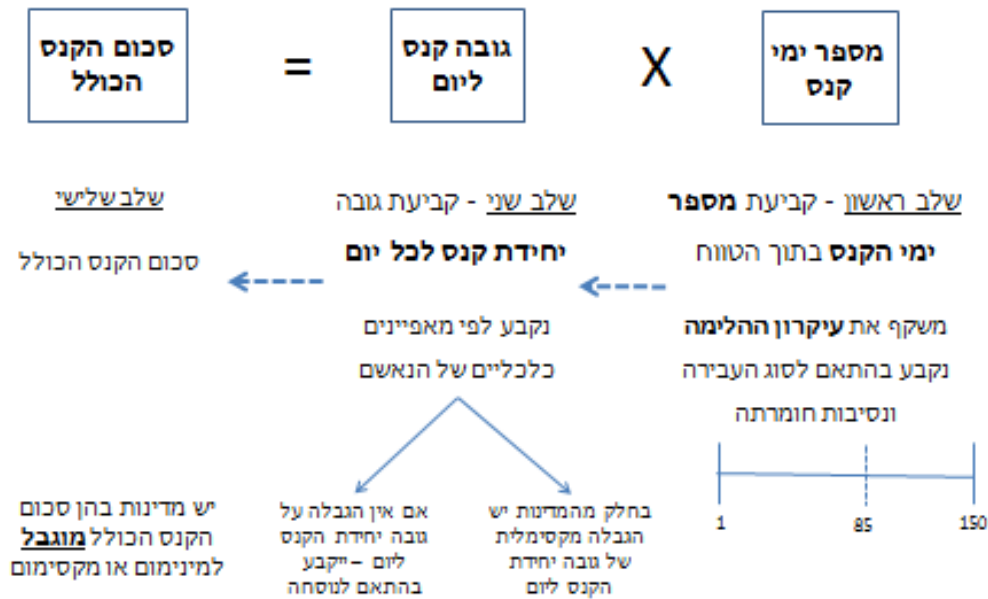 מספר ימי
קנס
X
גובה קנס
ליום
=
סכום הקנס
הכולל
שלב ראשון - קביעת מספר
ימי הקנס בתוך הטווח
משקף את עיקרון ההלימה
נקבע בהתאם לסוג העבירה
ונסיבות חומרתה
1
85
150
שלב שני - קביעת גובה
יחידת קנס לכל יום
נקבע לפי מאפיינים
כלכליים של הנאשם
בחלק מהמדינות יש
הגבלה מקסימלית
של גובה יחידת
הקנס ליום
אם אין הגבלה על
גובה יחידת הקנס
ליום – ייקבע
בהתאם לנוסחה
שלב שלישי
סכום הקנס הכולל
יש מדינות בהן סכום
הקנס הכולל מוגבל
למינימום או מקסימום